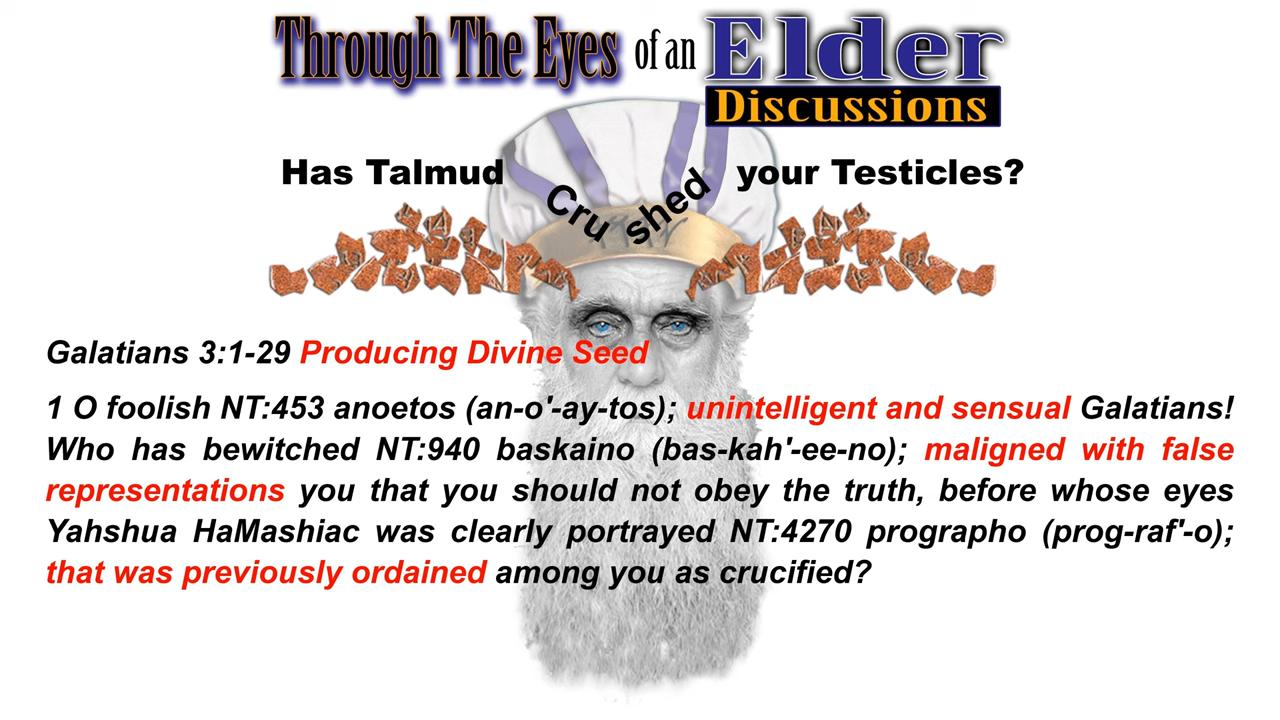 Through The Eyes of an Elder
Discussions
Has Talmud Crushed your Testicles?
Galatians 3:1-29 Producing Divine Seed
1 O foolish NT:453 anoetos (an-o'-ay-tos); unintelligent and sensual Galatians!
Who has bewitched NT:940 baskaino (bas-kah'-ee-no); maligned with false
representations you that you should not obey the truth, before whose eyes
Yahshua HaMashiac was clearly portrayed NT:4270 prographo (prog-raf'-o);
that was previously ordained among you as crucified?